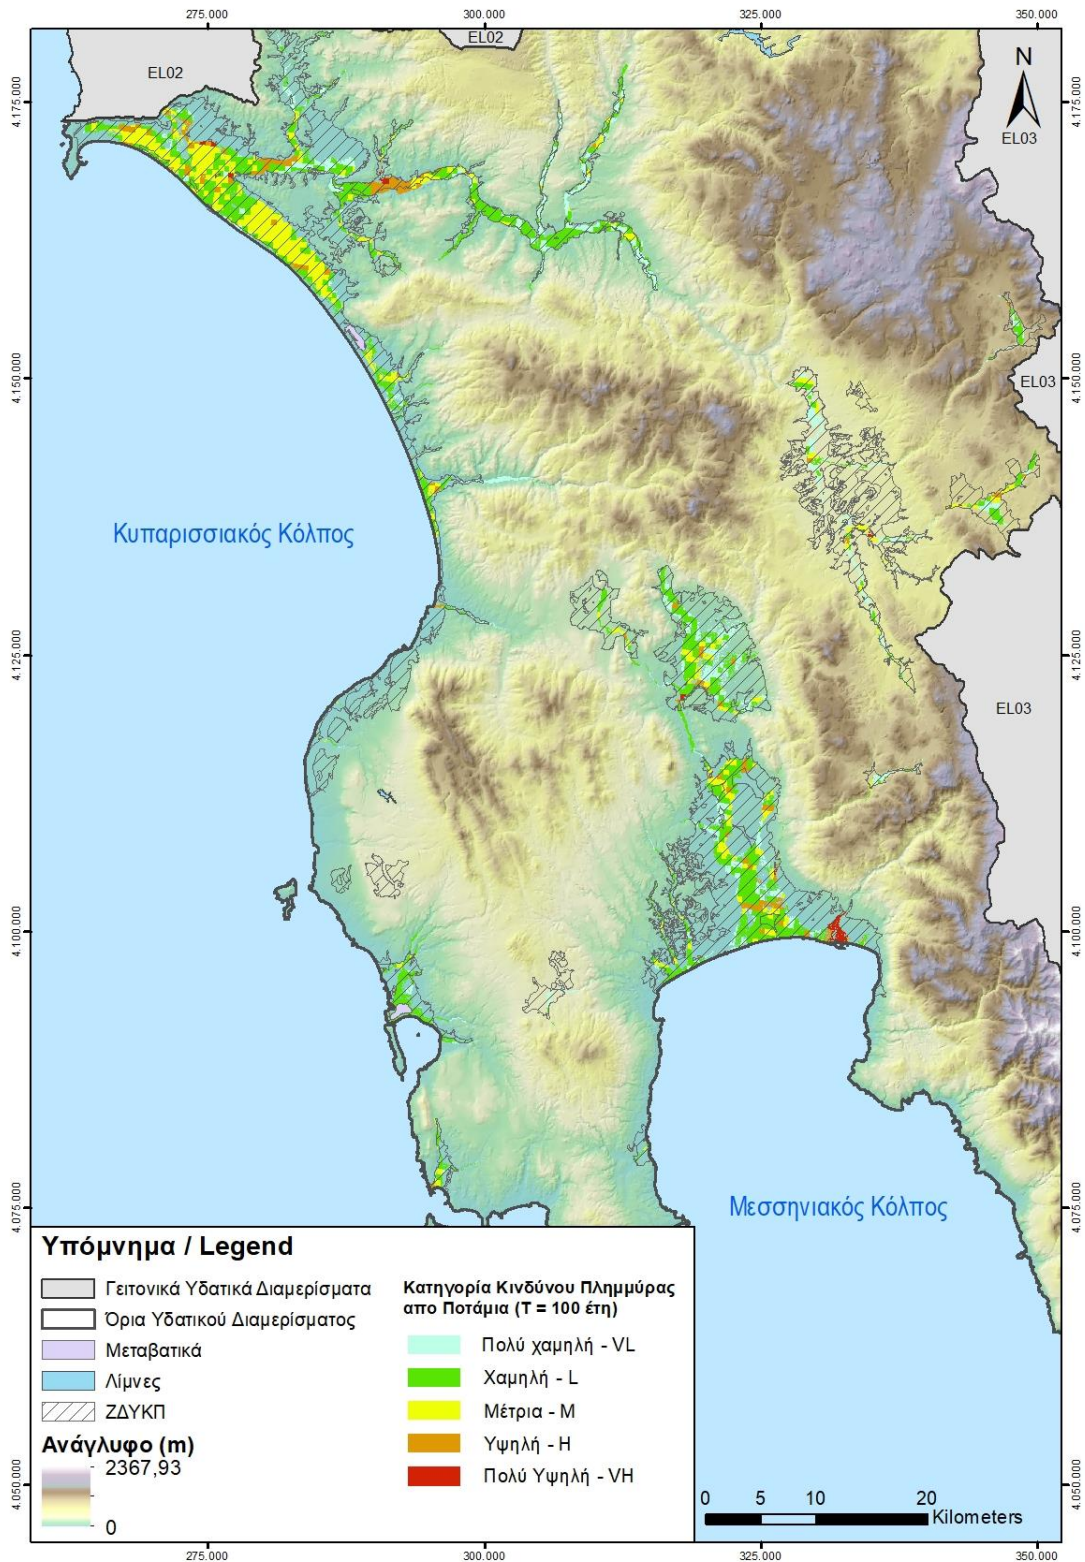 275.000
300.000
325.000
350.000
EL02
EL02
N
EL03
4.175.000
4.175.000
4.150.000
4.150.000
EL03
Κυπαρισσιακός Κόλπος
4.125.000
4.125.000
EL03
4.100.000
4.100.000
4.075.000
4.075.000
Μεσσηνιακός Κόλπος
Υπόμνημα / Legend
Γειτονικά Υδατικά Διαμερίσματα
Όρια Υδατικού Διαμερίσματος
Μεταβατικά
Λίμνες
ΖΔΥΚΠ
Ανάγλυφο (m)
2367,93
0
Κατηγορία Κινδύνου Πλημμύρας
απο Ποτάμια (T = 100 έτη)
Πολύ χαμηλή - VL
Χαμηλή - L
Μέτρια - M
Υψηλή - H
Πολύ Υψηλή - VH
4.050.000
4.050.000
0 5 10 20
Kilometers
275.000
300.000
325.000
350.000